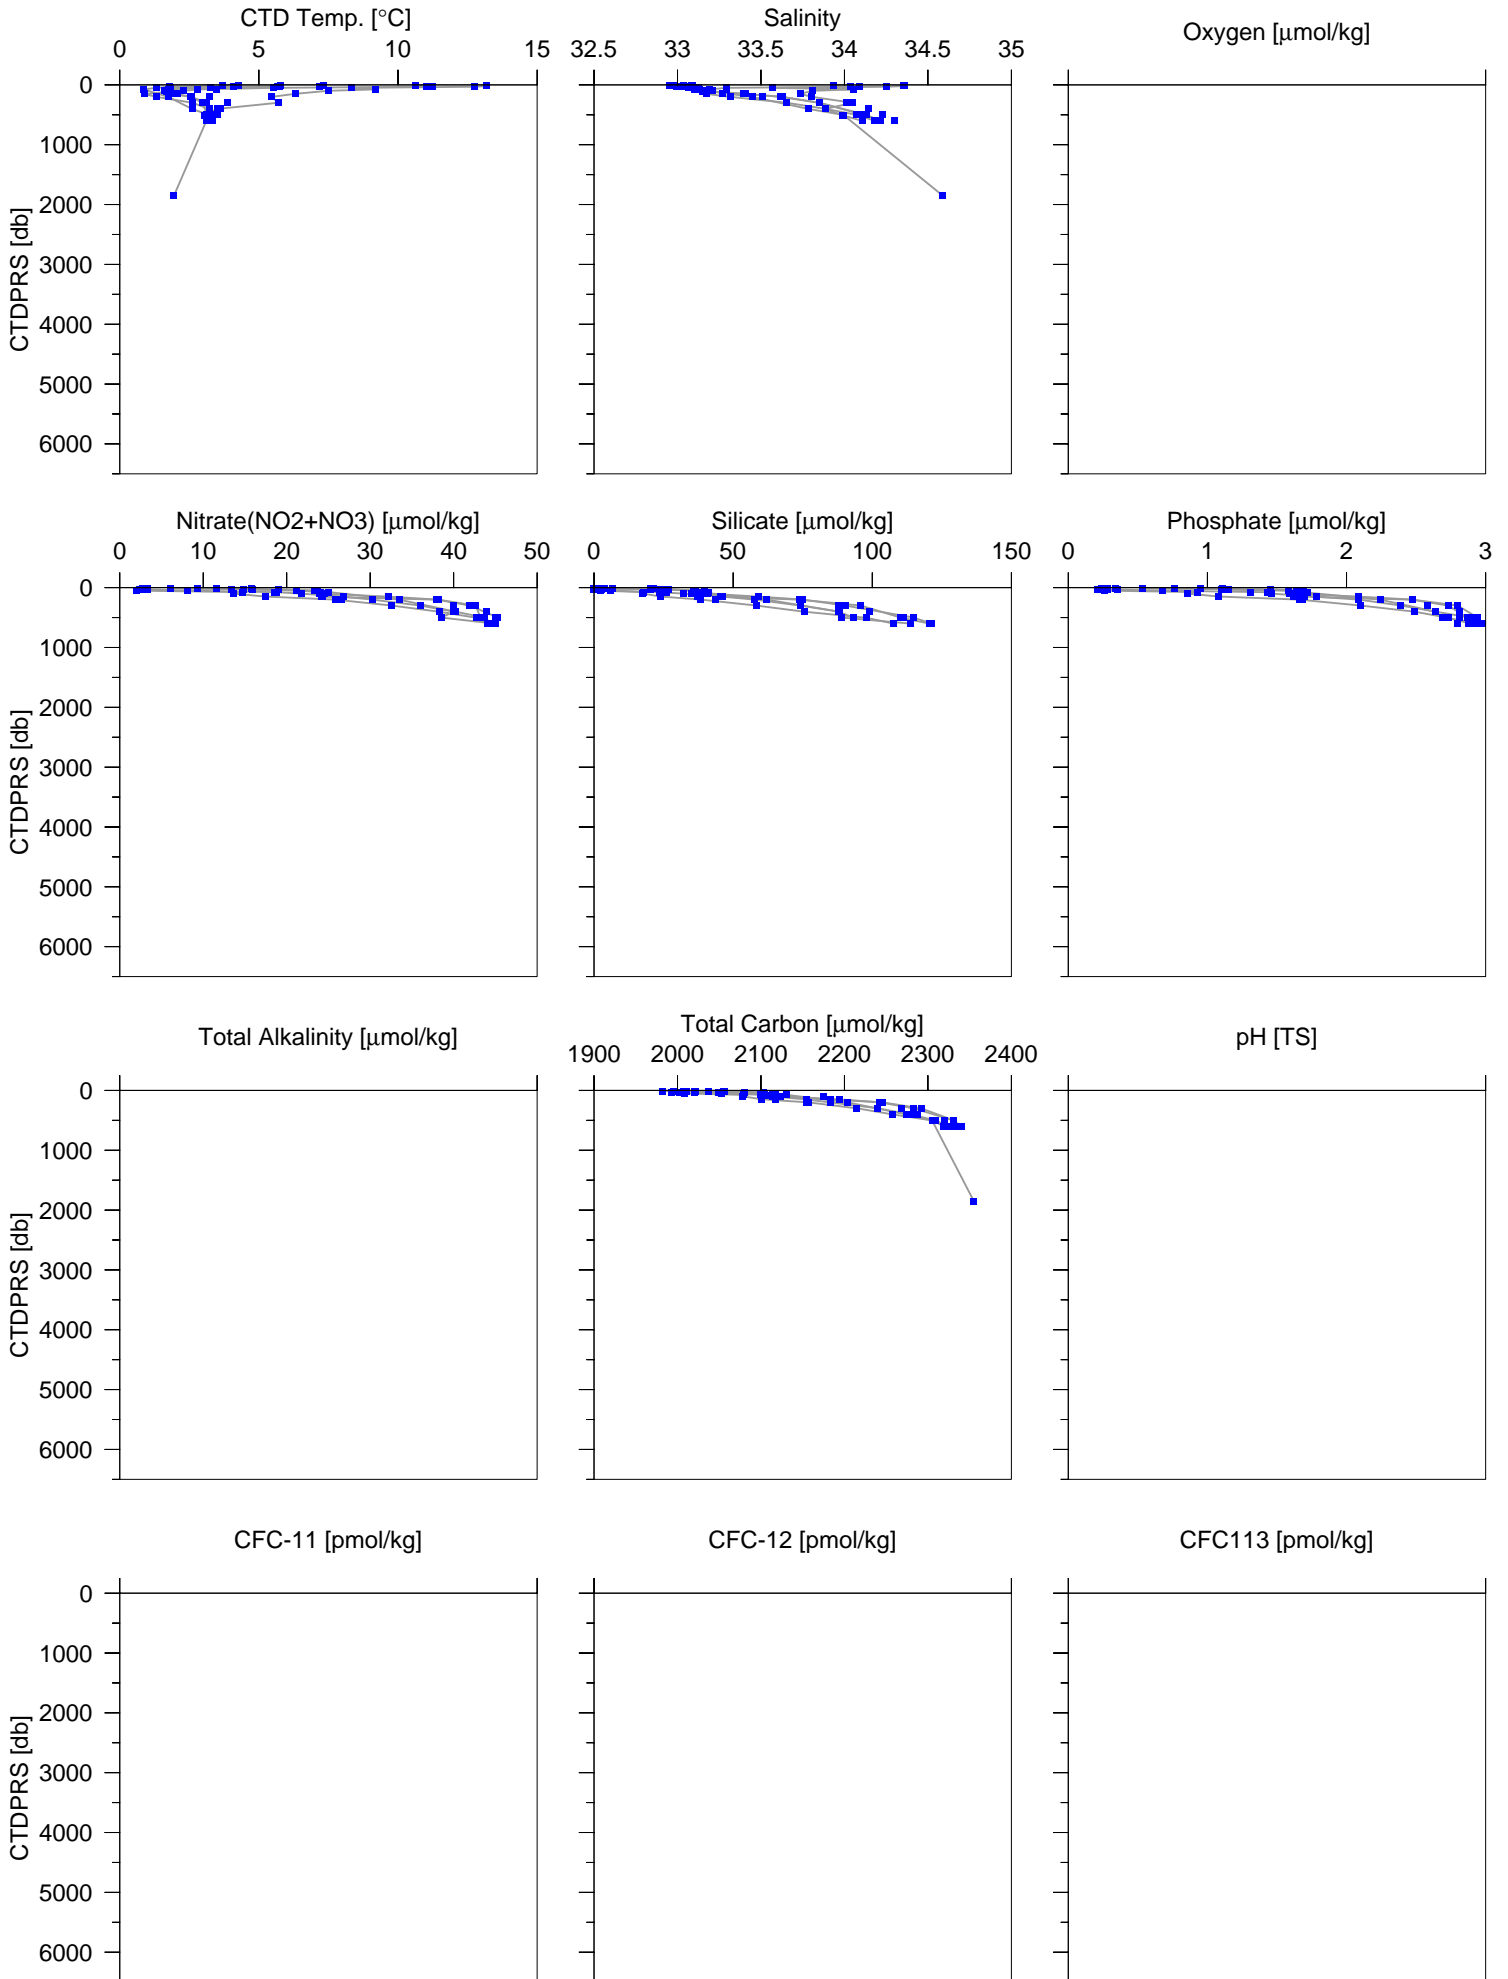 CTD Temp. [°C] Salinity Oxygen [µmol/kg]
0 5 10 15 32.5 33 33.5 34 34.5 35
0
1000
2000
3000
4000
5000
6000
CTDPRS [db]
Nitrate(NO2+NO3) [µmol/kg] Silicate [µmol/kg] Phosphate [µmol/kg]
0 10 20 30 40 50 0 50 100 150 0 1 2 3
0
1000
2000
3000
4000
5000
6000
CTDPRS [db]
Total Alkalinity [µmol/kg] Total Carbon [µmol/kg] pH [TS]
1900 2000 2100 2200 2300 2400
0
1000
2000
3000
4000
5000
6000
CTDPRS [db]
CFC-11 [pmol/kg] CFC-12 [pmol/kg] CFC113 [pmol/kg]
0
1000
2000
3000
4000
5000
6000
CTDPRS [db]